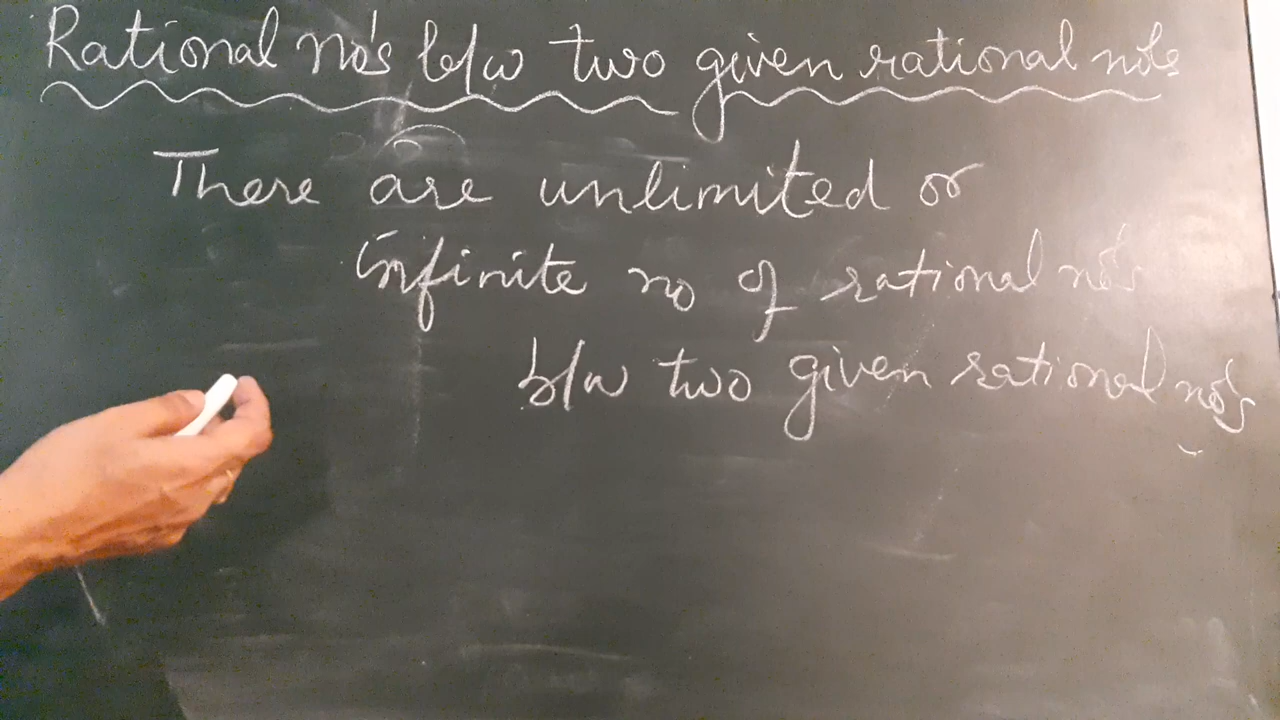 Rational no's b/w two given rational no's
There are unlimited or
infinite no of rational no's
b/w two given rational no's